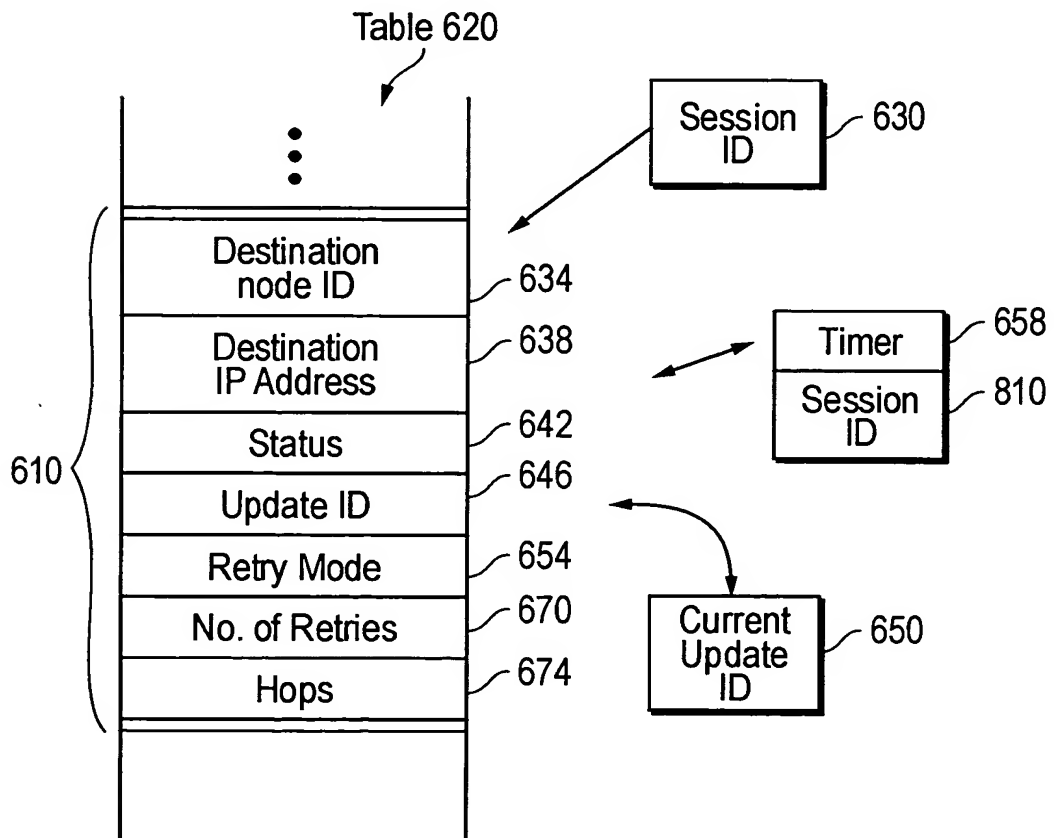 Table 620
Session
ID
630
Destination
node ID
634
Destination
IP Address
638
Timer
658
Session
ID
810
Status
642
610
Update ID
646
Retry Mode
654
No. of Retries
670
Current
Update
ID
650
Hops
674